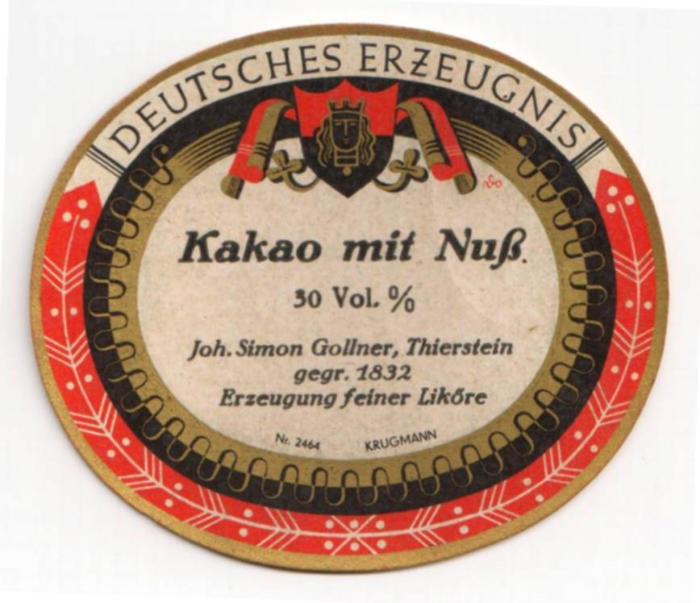 DEUTSCHES ERZEUGNIS
Kakao mit Nuß.
30 Vol. %
Joh. Simon Gollner, Thierstein
gegr. 1832
Erzeugung feiner Liköre
Nr. 2464 KRUGMANN